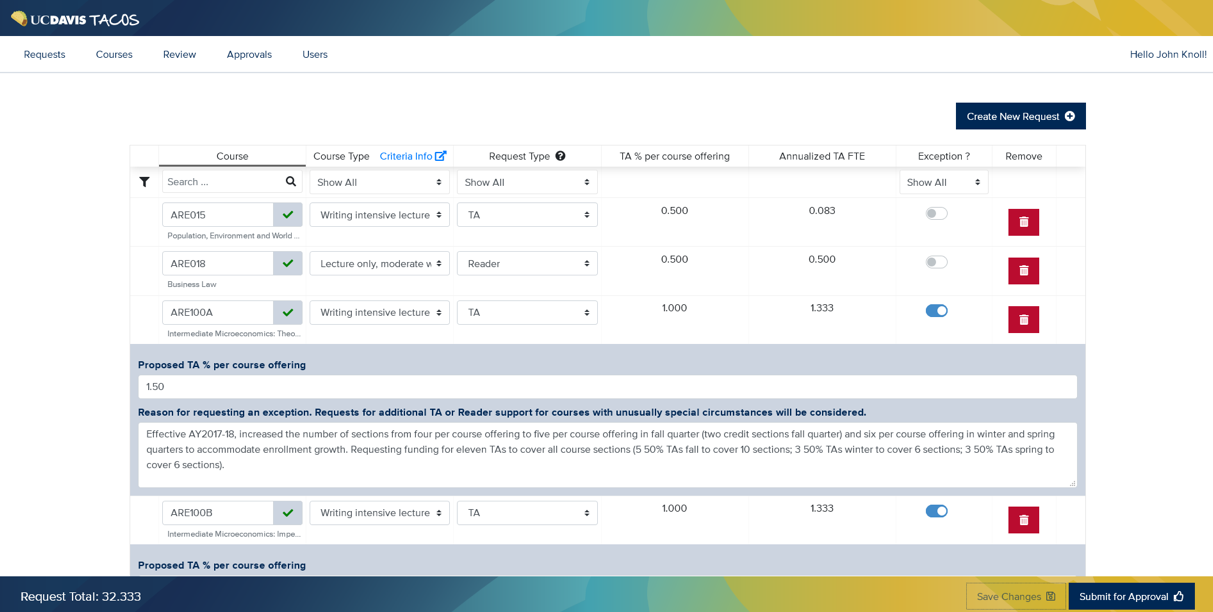 UCDAVIS TACOS
Requests Courses Review Approvals Users Hello John Knoll!
Create New Request
Course Course Type Criteria Info Request Type TA % per course offering Annualized TA FTE Exception ? Remove
Search ... Show All Show All Show All
ARE015 Writing intensive lecture TA 0.500 0.083
Population, Environment and World ...
ARE018 Lecture only, moderate w Reader 0.500 0.500
Business Law
ARE100A Writing intensive lecture TA 1.000 1.333
Intermediate Microeconomics: Theo...
Proposed TA % per course offering
1.50
Reason for requesting an exception. Requests for additional TA or Reader support for courses with unusually special circumstances will be considered.
Effective AY2017-18, increased the number of sections from four per course offering to five per course offering in fall quarter (two credit sections fall quarter) and six per course offering in winter and spring
quarters to accommodate enrollment growth. Requesting funding for eleven TAs to cover all course sections (5 50% TAs fall to cover 10 sections; 3 50% TAs winter to cover 6 sections; 3 50% TAs spring to
cover 6 sections).
ARE100B Writing intensive lecture TA 1.000 1.333
Intermediate Microeconomics: Impe...
Proposed TA % per course offering
Request Total: 32.333 Save Changes Submit for Approval